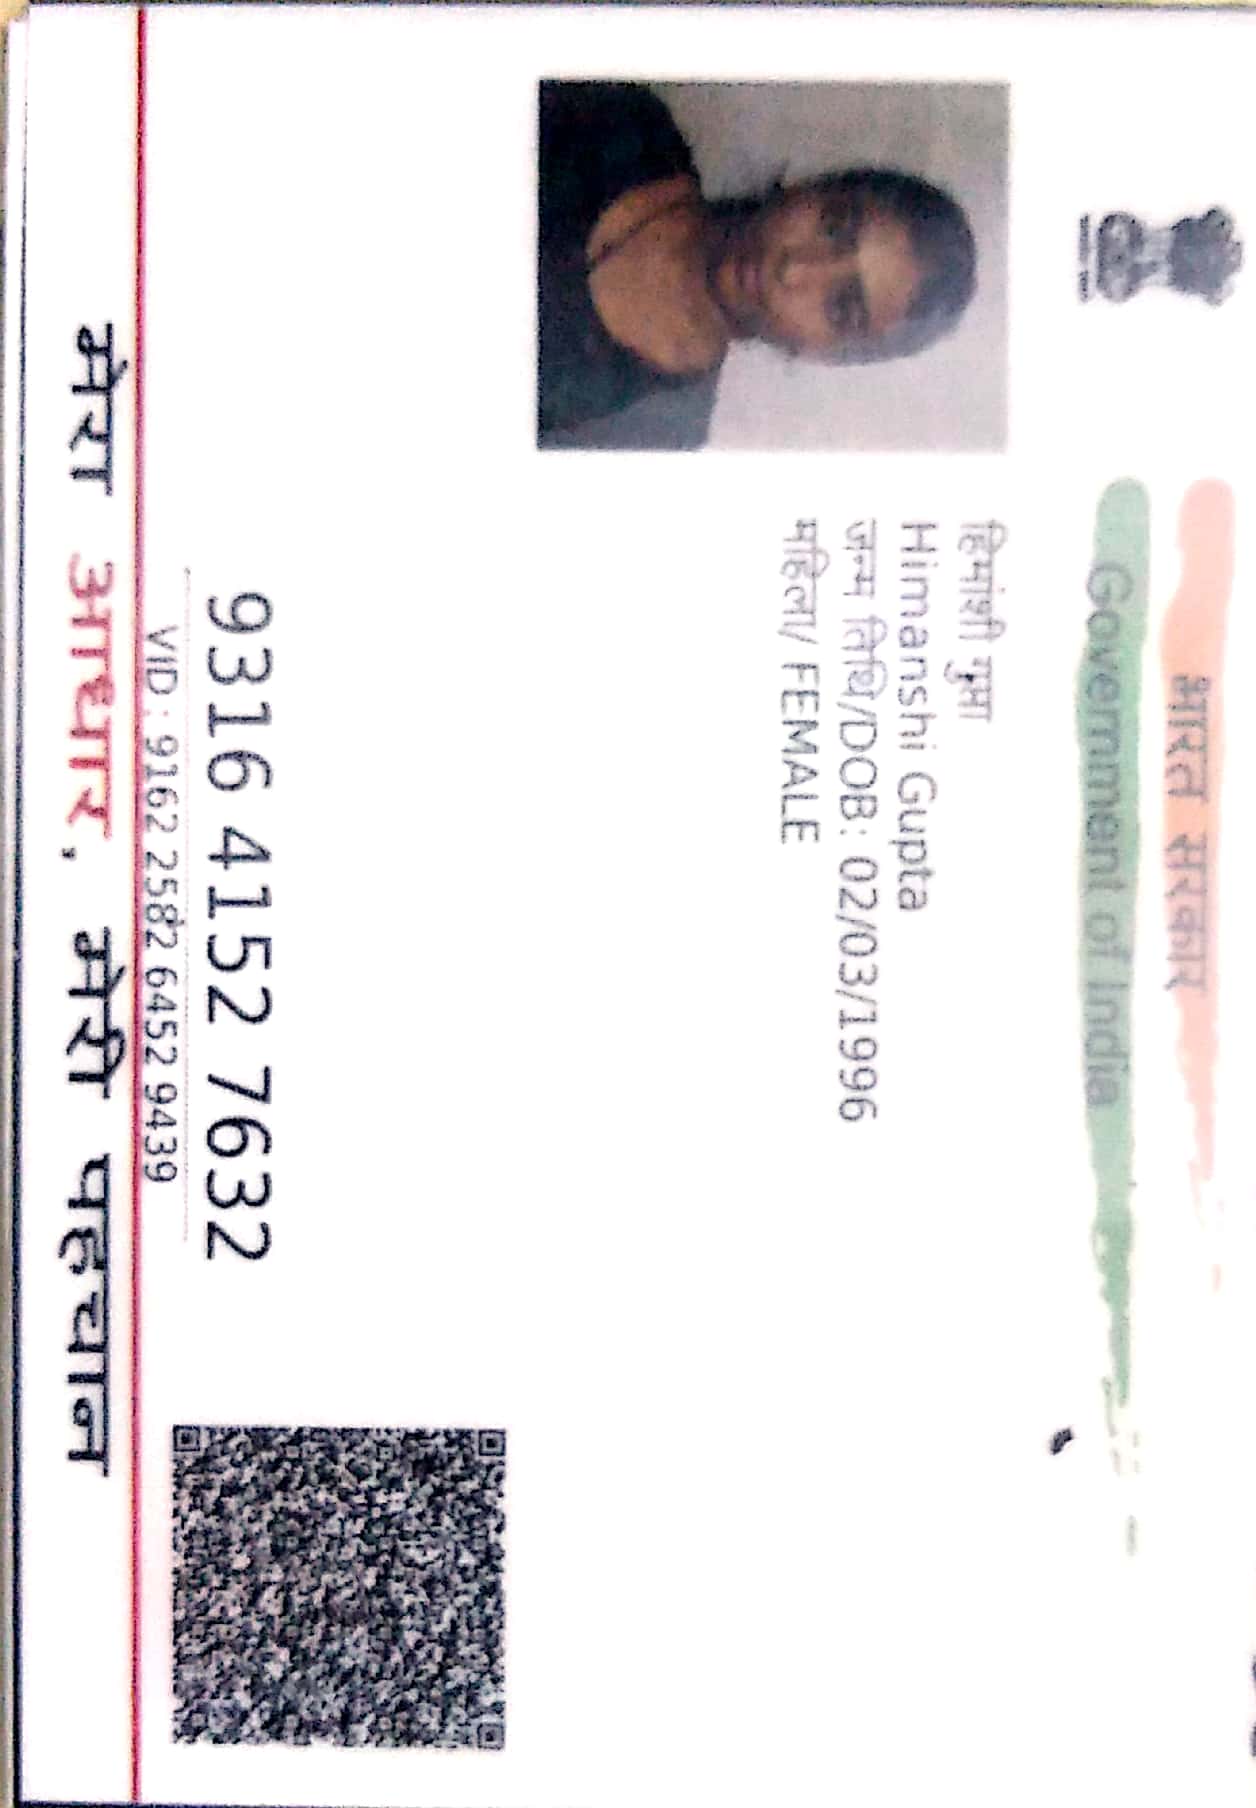 भारत सरकार
Government of India
हिमांशी गुप्ता
Himanshi Gupta
जन्म तिथि/DOB: 02/03/1996
महिला/ FEMALE
9316 4152 7632
VID : 9162 2582 6452 9439
मेरा आधार, मेरी पहचान